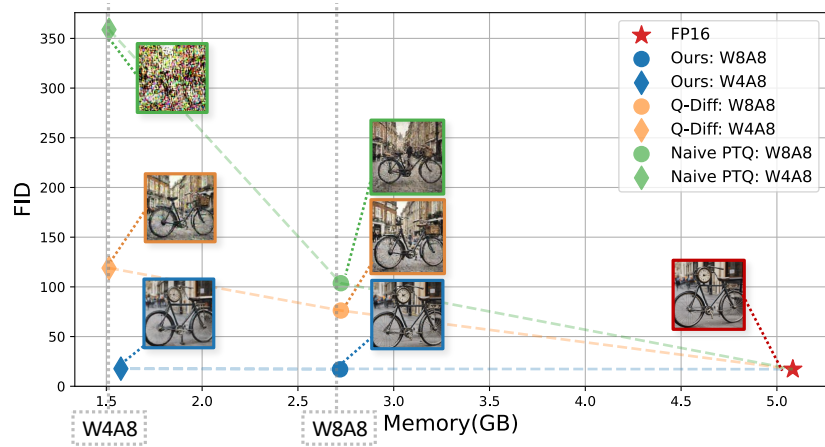 FID
350
300
250
200
150
100
50
0
1.5
2.0
2.5
3.0
3.5
4.0
4.5
5.0
Memory(GB)
W4A8
W8A8
FP16
Ours: W8A8
Ours: W4A8
Q-Diff: W8A8
Q-Diff: W4A8
Naive PTQ: W8A8
Naive PTQ: W4A8